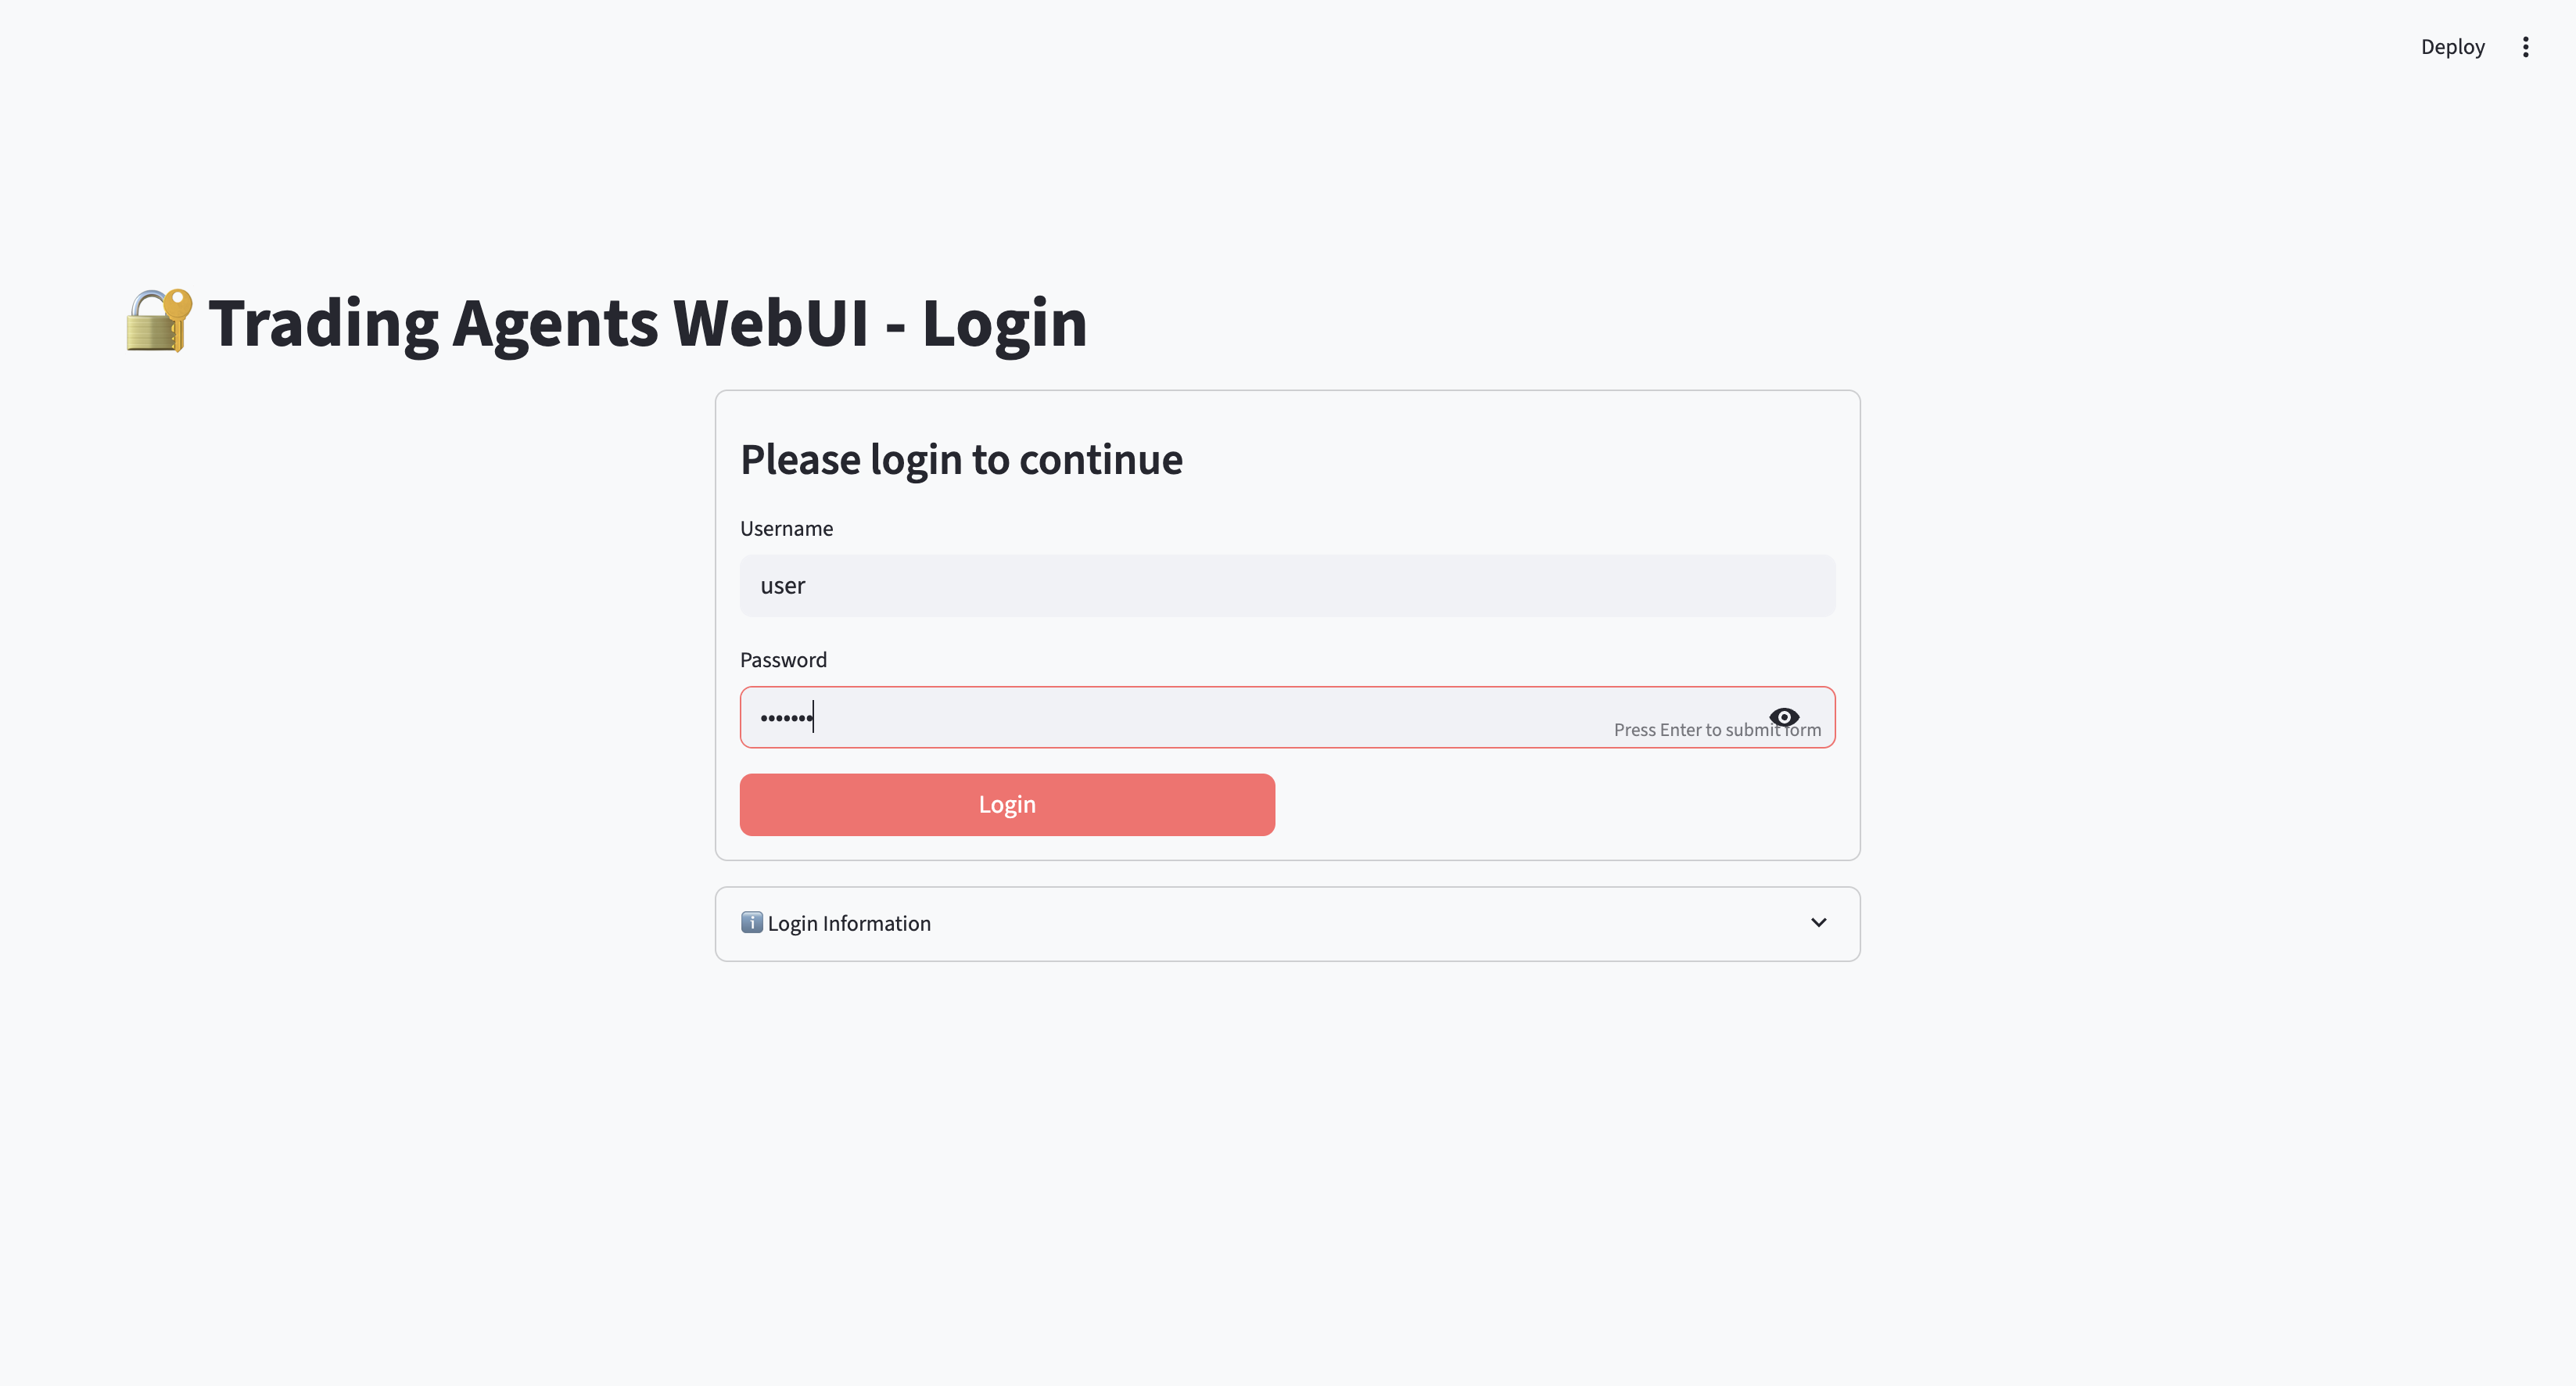 Deploy
Trading Agents WebUI - Login
Please login to continue
Username
user
Password
•••••••
Press Enter to submit form
Login
Login Information